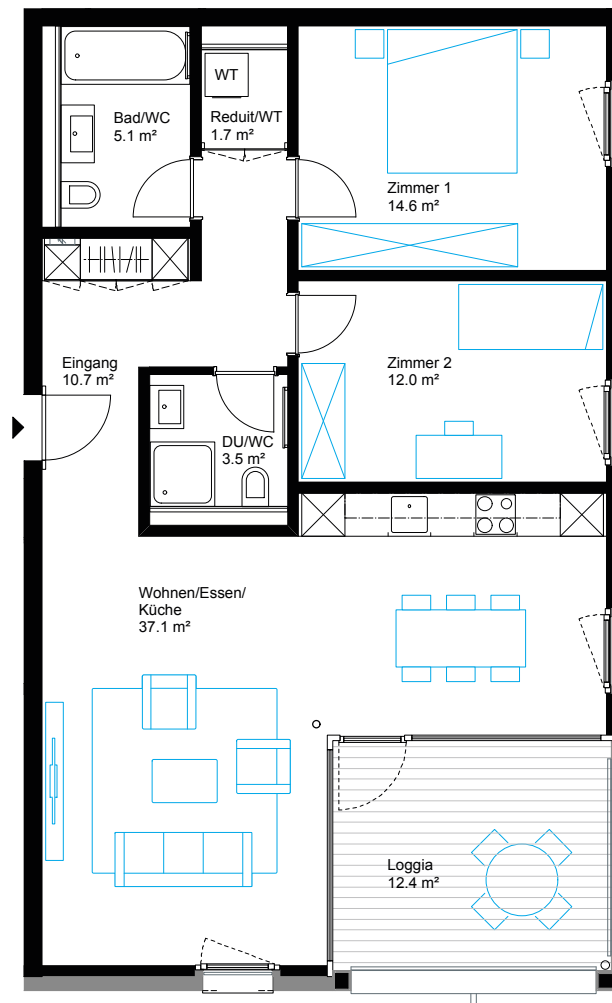 WT
Bad/WC
5.1 m²
Reduit/WT
1.7 m²
Zimmer 1
14.6 m²
Eingang
10.7 m²
Zimmer 2
12.0 m²
DU/WC
3.5 m²
Wohnen/Essen/
Küche
37.1 m²
Loggia
12.4 m²